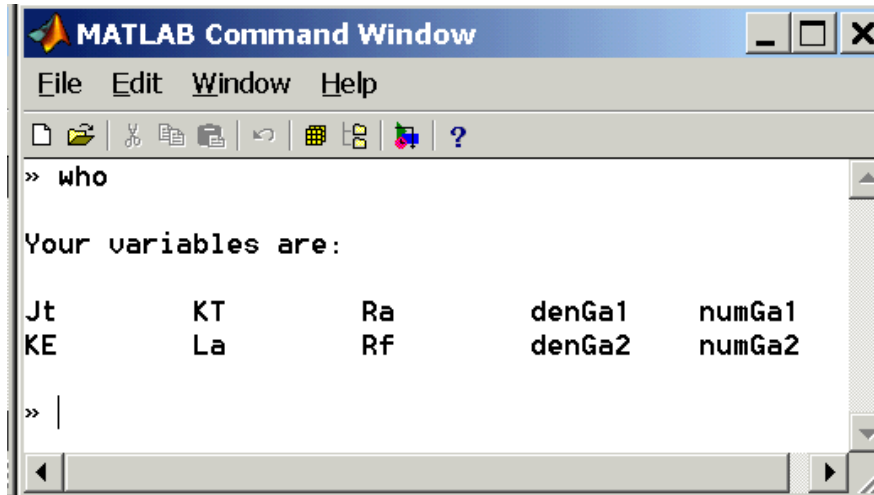 MATLAB Command Window
File Edit Window Help
?
» who
Your variables are:
Jt KT Ra denGa1 numGa1
KE La Rf denGa2 numGa2
»